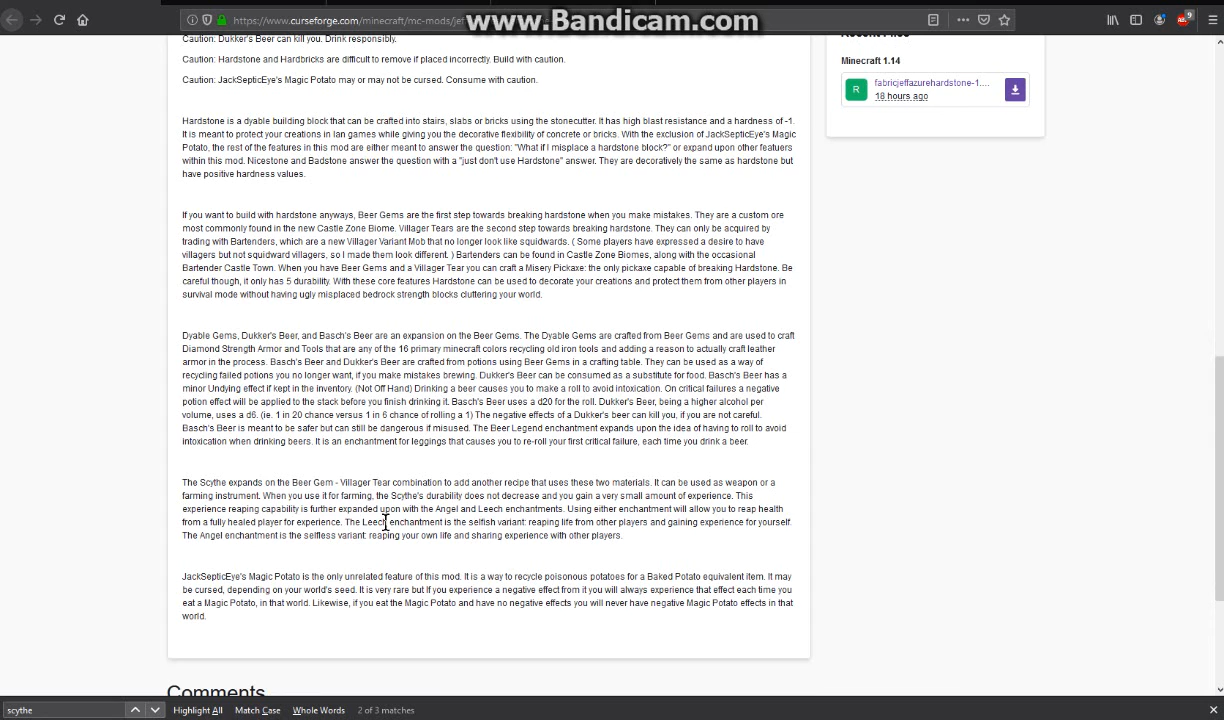 https://www.curseforge.com/minecraft/mc-mods/je
www.Bandicam.com
9
Caution: Dukker's Beer can kill you. Drink responsibly.
Caution: Hardstone and Hardbricks are difficult to remove if placed incorrectly. Build with caution.
Caution: JackSepticEye's Magic Potato may or may not be cursed. Consume with caution.
Hardstone is a dyable building block that can be crafted into stairs, slabs or bricks using the stonecutter. It has high blast resistance and a hardness of -1.
It is meant to protect your creations in lan games while giving you the decorative flexibility of concrete or bricks. With the exclusion of JackSepticEye's Magic
Potato, the rest of the features in this mod are either meant to answer the question: "What if I misplace a hardstone block?" or expand upon other featuers
within this mod. Nicestone and Badstone answer the question with a "just don't use Hardstone" answer. They are decoratively the same as hardstone but
have positive hardness values.
If you want to build with hardstone anyways, Beer Gems are the first step towards breaking hardstone when you make mistakes. They are a custom ore
most commonly found in the new Castle Zone Biome. Villager Tears are the second step towards breaking hardstone. They can only be acquired by
trading with Bartenders, which are a new Villager Variant Mob that no longer look like squidwards. ( Some players have expressed a desire to have
villagers but not squidward villagers, so I made them look different. ) Bartenders can be found in Castle Zone Biomes, along with the occasional
Bartender Castle Town. When you have Beer Gems and a Villager Tear you can craft a Misery Pickaxe: the only pickaxe capable of breaking Hardstone. Be
careful though, it only has 5 durability. With these core features Hardstone can be used to decorate your creations and protect them from other players in
survival mode without having ugly misplaced bedrock strength blocks cluttering your world.
Dyable Gems, Dukker's Beer, and Basch's Beer are an expansion on the Beer Gems. The Dyable Gems are crafted from Beer Gems and are used to craft
Diamond Strength Armor and Tools that are any of the 16 primary minecraft colors recycling old iron tools and adding a reason to actually craft leather
armor in the process. Basch's Beer and Dukker's Beer are crafted from potions using Beer Gems in a crafting table. They can be used as a way of
recycling failed potions you no longer want, if you make mistakes brewing. Dukker's Beer can be consumed as a substitute for food. Basch's Beer has a
minor Undying effect if kept in the inventory. (Not Off Hand) Drinking a beer causes you to make a roll to avoid intoxication. On critical failures a negative
potion effect will be applied to the stack before you finish drinking it. Basch's Beer uses a d20 for the roll. Dukker's Beer, being a higher alcohol per
volume, uses a d6. (ie. 1 in 20 chance versus 1 in 6 chance of rolling a 1) The negative effects of a Dukker's beer can kill you, if you are not careful.
Basch's Beer is meant to be safer but can still be dangerous if misused. The Beer Legend enchantment expands upon the idea of having to roll to avoid
intoxication when drinking beers. It is an enchantment for leggings that causes you to re-roll your first critical failure, each time you drink a beer.
The Scythe expands on the Beer Gem - Villager Tear combination to add another recipe that uses these two materials. It can be used as weapon or a
farming instrument. When you use it for farming, the Scythe's durability does not decrease and you gain a very small amount of experience. This
experience reaping capability is further expanded upon with the Angel and Leech enchantments. Using either enchantment will allow you to reap health
from a fully healed player for experience. The Leech enchantment is the selfish variant: reaping life from other players and gaining experience for yourself.
The Angel enchantment is the selfless variant: reaping your own life and sharing experience with other players.
JackSepticEye's Magic Potato is the only unrelated feature of this mod. It is a way to recycle poisonous potatoes for a Baked Potato equivalent item. It may
be cursed, depending on your world's seed. It is very rare but If you experience a negative effect from it you will always experience that effect each time you
eat a Magic Potato, in that world. Likewise, if you eat the Magic Potato and have no negative effects you will never have negative Magic Potato effects in that
world.
Comments
Recent Files
Minecraft 1.14
R
fabricjeffazurehardstone-1....
18 hours ago
scythe
Highlight All
Match Case
Whole Words
2 of 3 matches